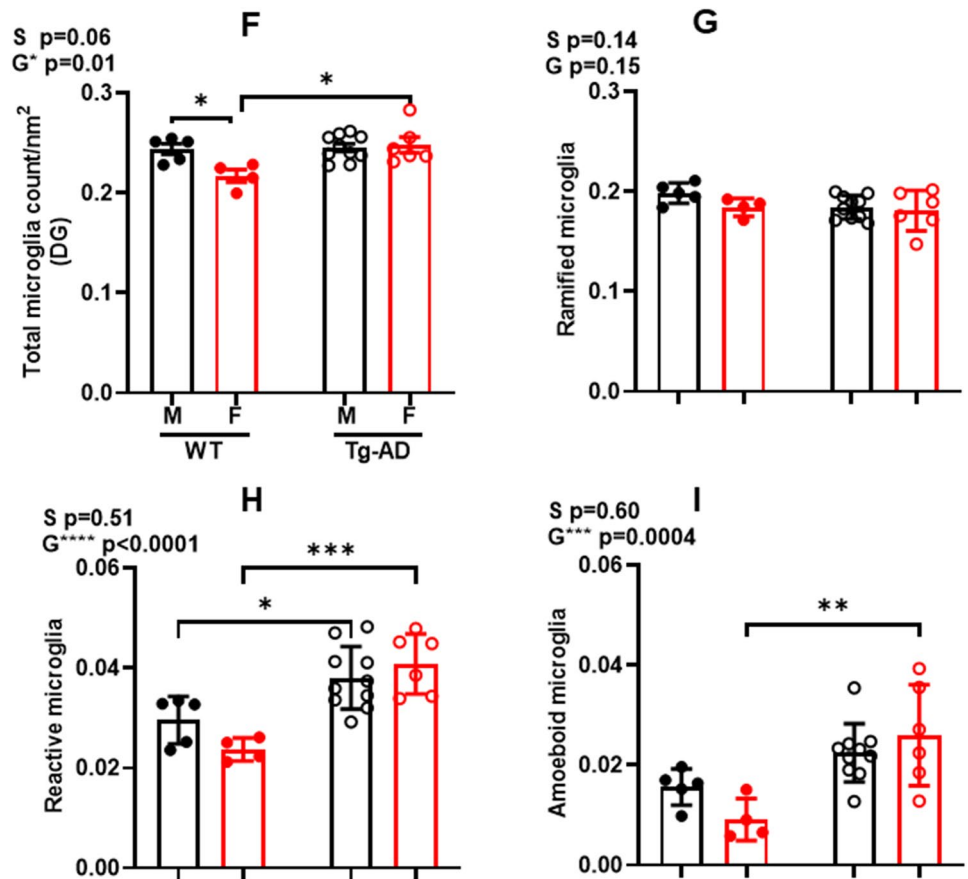 F
S p=0.06
G* p=0.01
*
*
0.3
0.2
0.1
0.0
Total microglia count/nm²
(DG)
M F M F
WT Tg-AD
G
S p=0.14
G p=0.15
0.3
0.2
0.1
0.0
Ramified microglia
H
S p=0.51
G**** p<0.0001
***
*
0.06
0.04
0.02
0.00
Reactive microglia
I
S p=0.60
G*** p=0.0004
**
0.06
0.04
0.02
0.00
Amoeboid microglia